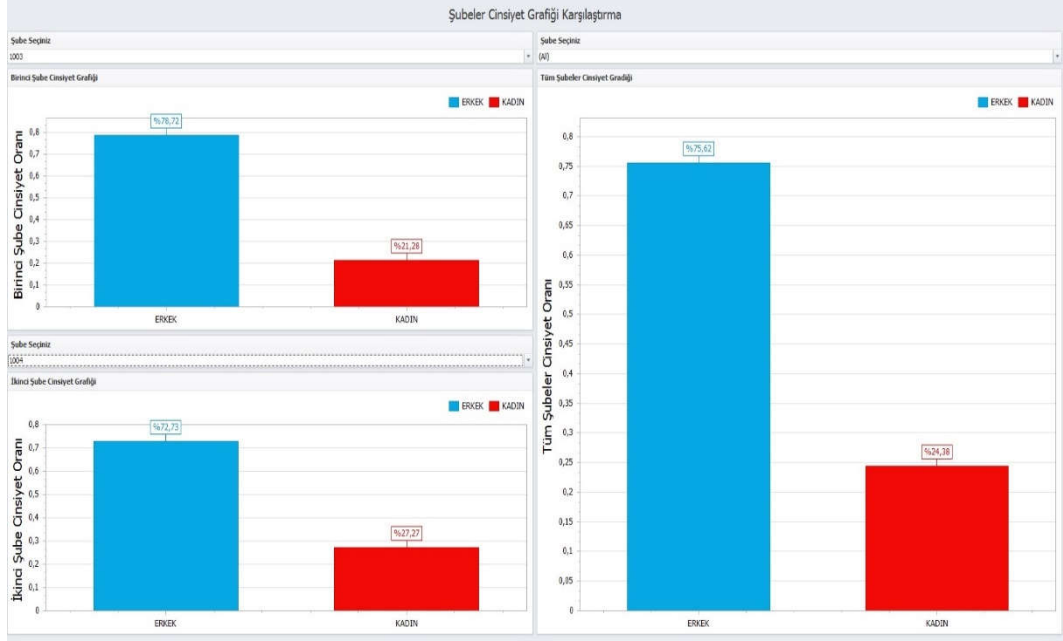 Şubeler Cinsiyet Grafiği Karşılaştırma
Şube Seçiniz
1003
Birinci Şube Cinsiyet Grafiği
ERKEK KADIN
Birinci Şube Cinsiyet Oranı
0,8
0,7
0,6
0,5
0,4
0,3
0,2
0,1
0
%78,72
%21,28
ERKEK KADIN
Şube Seçiniz
1004
İkinci Şube Cinsiyet Grafiği
ERKEK KADIN
İkinci Şube Cinsiyet Oranı
0,8
0,7
0,6
0,5
0,4
0,3
0,2
0,1
0
%72,73
%27,27
ERKEK KADIN
Şube Seçiniz
(All)
Tüm Şubeler Cinsiyet Gradiği
ERKEK KADIN
Tüm Şubeler Cinsiyet Oranı
0,8
0,75
0,7
0,65
0,6
0,55
0,5
0,45
0,4
0,35
0,3
0,25
0,2
0,15
0,1
0,05
0
%75,62
%24,38
ERKEK KADIN